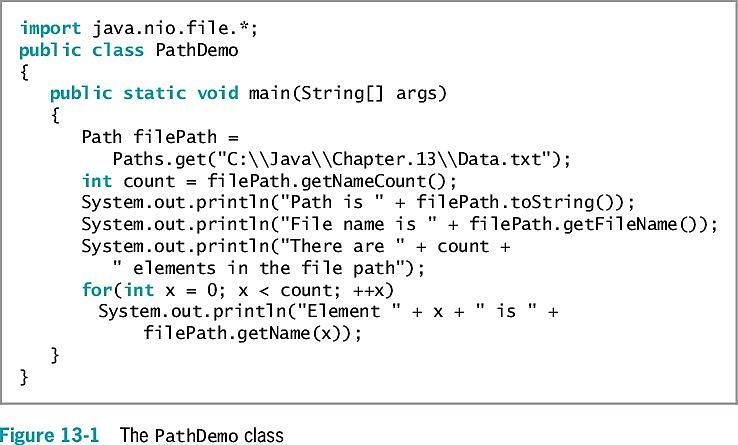 import java.nio.file.*;
public class PathDemo
{
public static void main(String[] args)
{
Path filePath =
Paths.get("C:\\Java\\Chapter.13\\Data.txt");
int count = filePath.getNameCount();
System.out.println("Path is " + filePath.toString());
System.out.println("File name is " + filePath.getFileName());
System.out.println("There are " + count +
" elements in the file path");
for(int x = 0; x < count; ++x)
System.out.println("Element " + x + " is " +
filePath.getName(x));
}
}
Figure 13-1 The PathDemo class